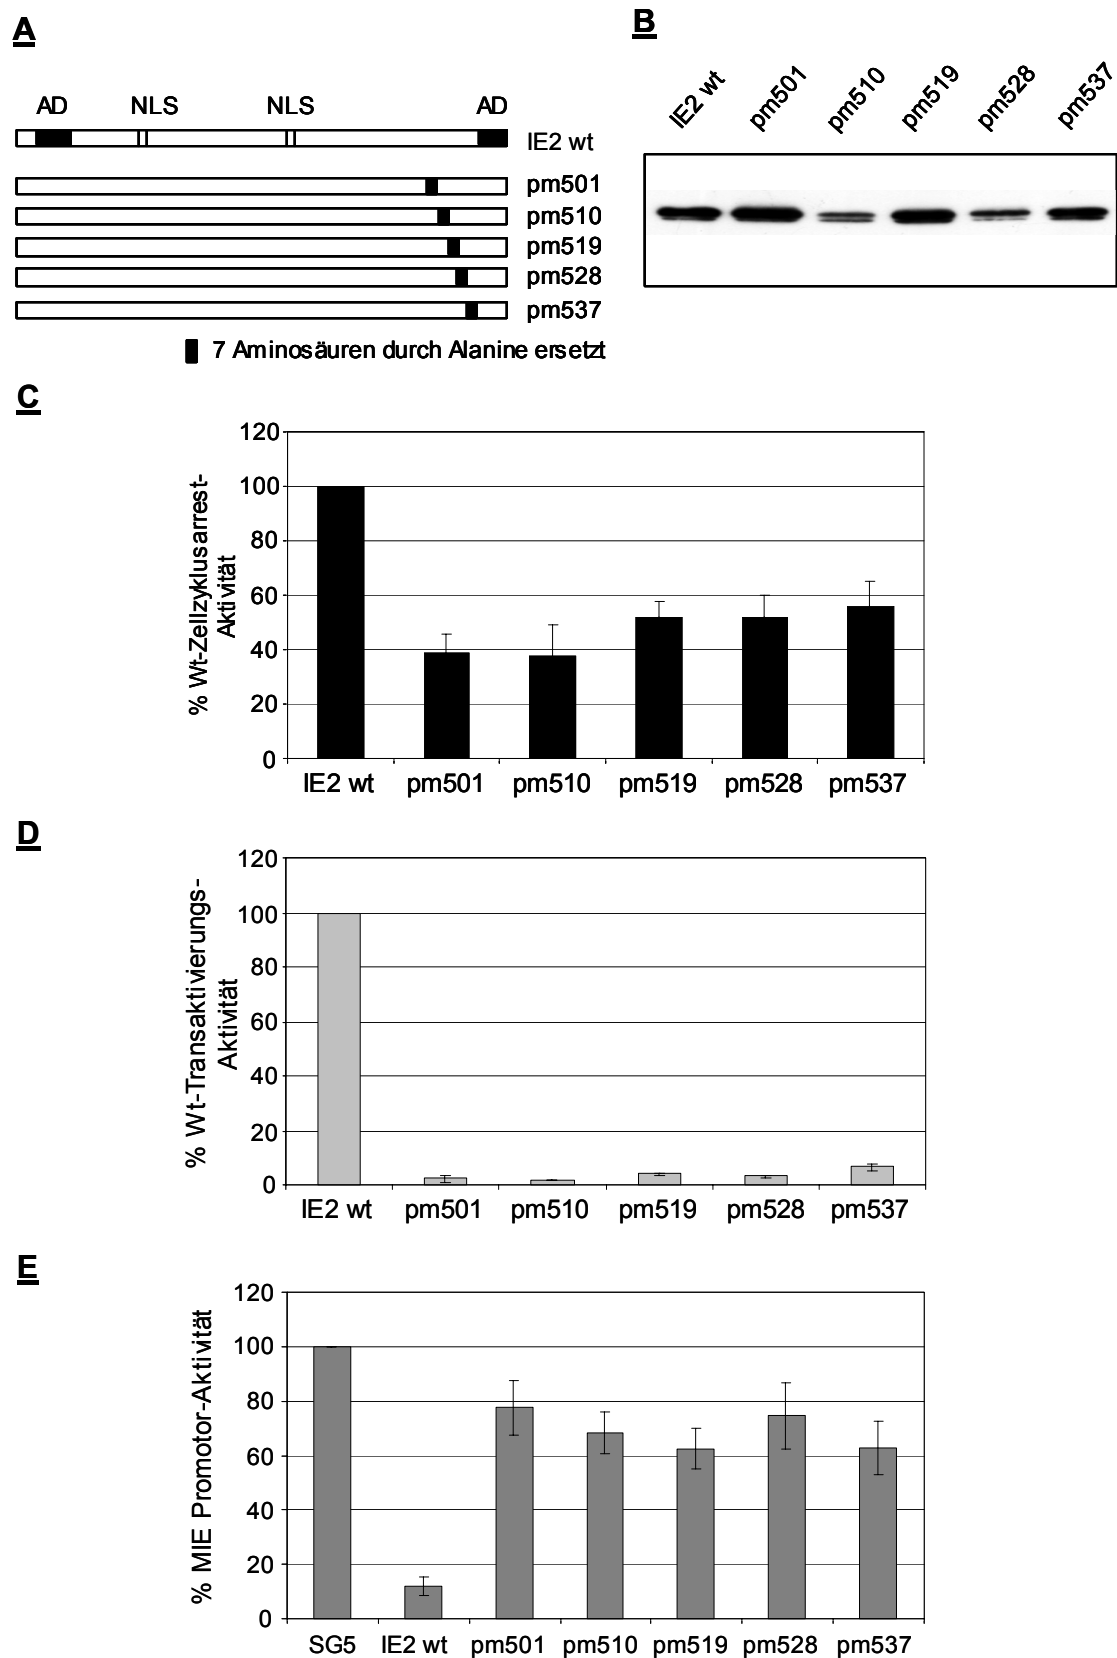 A
AD NLS NLS AD
IE2 wt
pm501
pm510
pm519
pm528
pm537
7 Aminosäuren durch Alanine ersetzt
B
IE2 wt pm501 pm510 pm519 pm528 pm537
C
% Wt-Zellzyklusarrest-
Aktivität
120
100
80
60
40
20
0
IE2 wt pm501 pm510 pm519 pm528 pm537
D
% Wt-Transaktivierungs-
Aktivität
120
100
80
60
40
20
0
IE2 wt pm501 pm510 pm519 pm528 pm537
E
% MIE Promotor-Aktivität
120
100
80
60
40
20
0
SG5 IE2 wt pm501 pm510 pm519 pm528 pm537